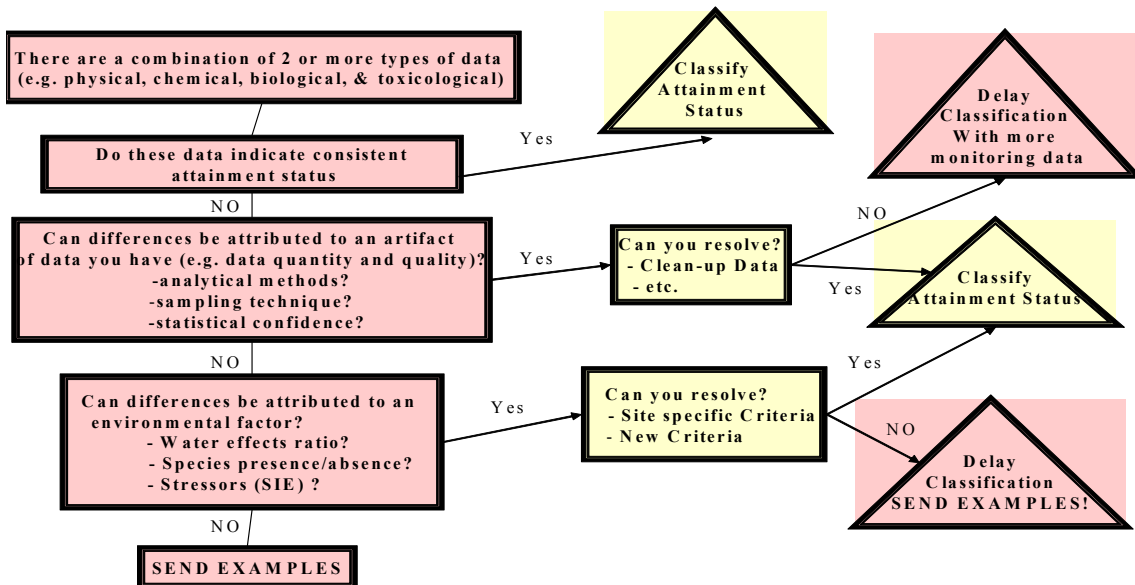 There are a combination of 2 or more types of data
(e.g. physical, chemical, biological, & toxicological)
Classify
Attainment
Status
Delay
Classification
With more
monitoring data
Yes
Do these data indicate consistent
attainment status
NO
NO
Can differences be attributed to an artifact
of data you have (e.g. data quantity and quality)?
-analytical methods?
-sampling technique?
-statistical confidence?
Yes
Can you resolve?
- Clean-up Data
- etc.
Yes
Classify
Attainment Status
NO
Can differences be attributed to an
environmental factor?
- Water effects ratio?
- Species presence/absence?
- Stressors (SIE) ?
Yes
Can you resolve?
- Site specific Criteria
- New Criteria
Yes
NO
Delay
Classification
SEND EXAMPLES!
NO
SEND EXAMPLES